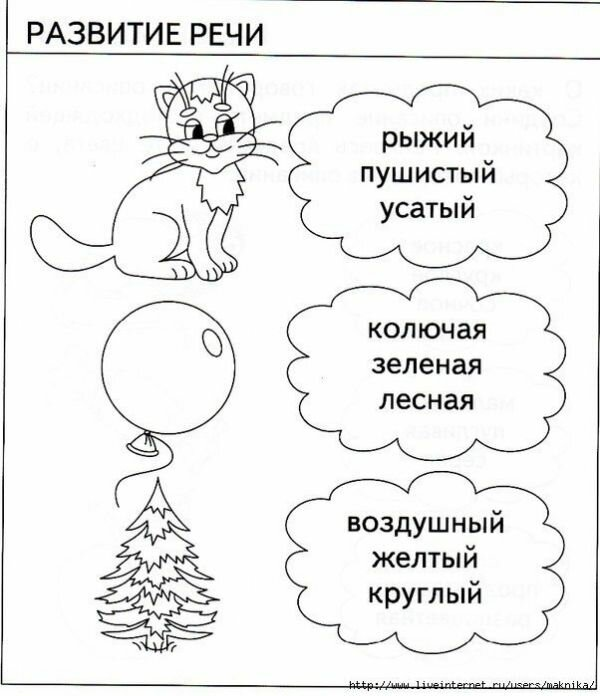 РАЗВИТИЕ РЕЧИ
рыжий
пушистый
усатый
колючая
зеленая
лесная
воздушный
желтый
круглый
http://www.liveinternet.ru/users/maknika/